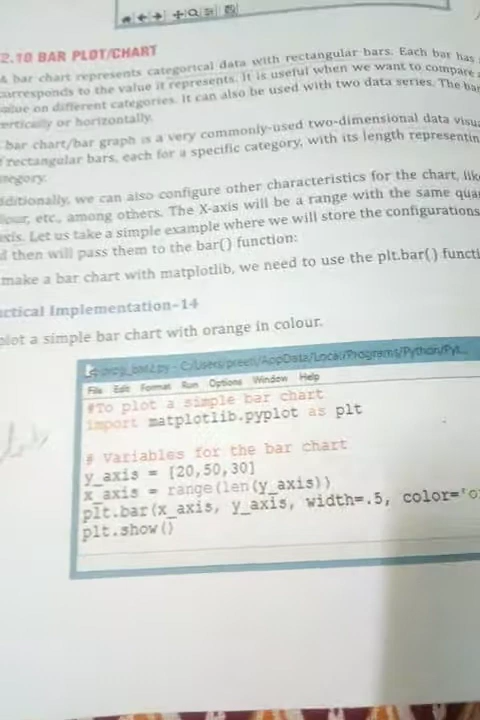 2.10 BAR PLOT/CHART
A bar chart represents categorical data with rectangular bars. Each bar has
corresponds to the value it represents. It is useful when we want to compare a
value on different categories. It can also be used with two data series. The bar
vertically or horizontally.
bar chart/bar graph is a very commonly-used two-dimensional data visu
f rectangular bars, each for a specific category, with its length representin
tegory.
dditionally, we can also configure other characteristics for the chart, lik
lour, etc., among others. The X-axis will be a range with the same qua
xis. Let us take a simple example where we will store the configurations
d then will pass them to the bar() function:
make a bar chart with matplotlib, we need to use the plt.bar() functi
actical Implementation-14
plot a simple bar chart with orange in colour.
C:/Users/preeti/AppData/Local/Programs/Python/Pyt...
File Edit Format Run Options Window Help
#To plot a simple bar chart
import matplotlib.pyplot as plt
# Variables for the bar chart
y_axis = [20,50,30]
x_axis = range(len(y_axis))
plt.bar(x_axis, y_axis, width=.5, color='o
plt.show()